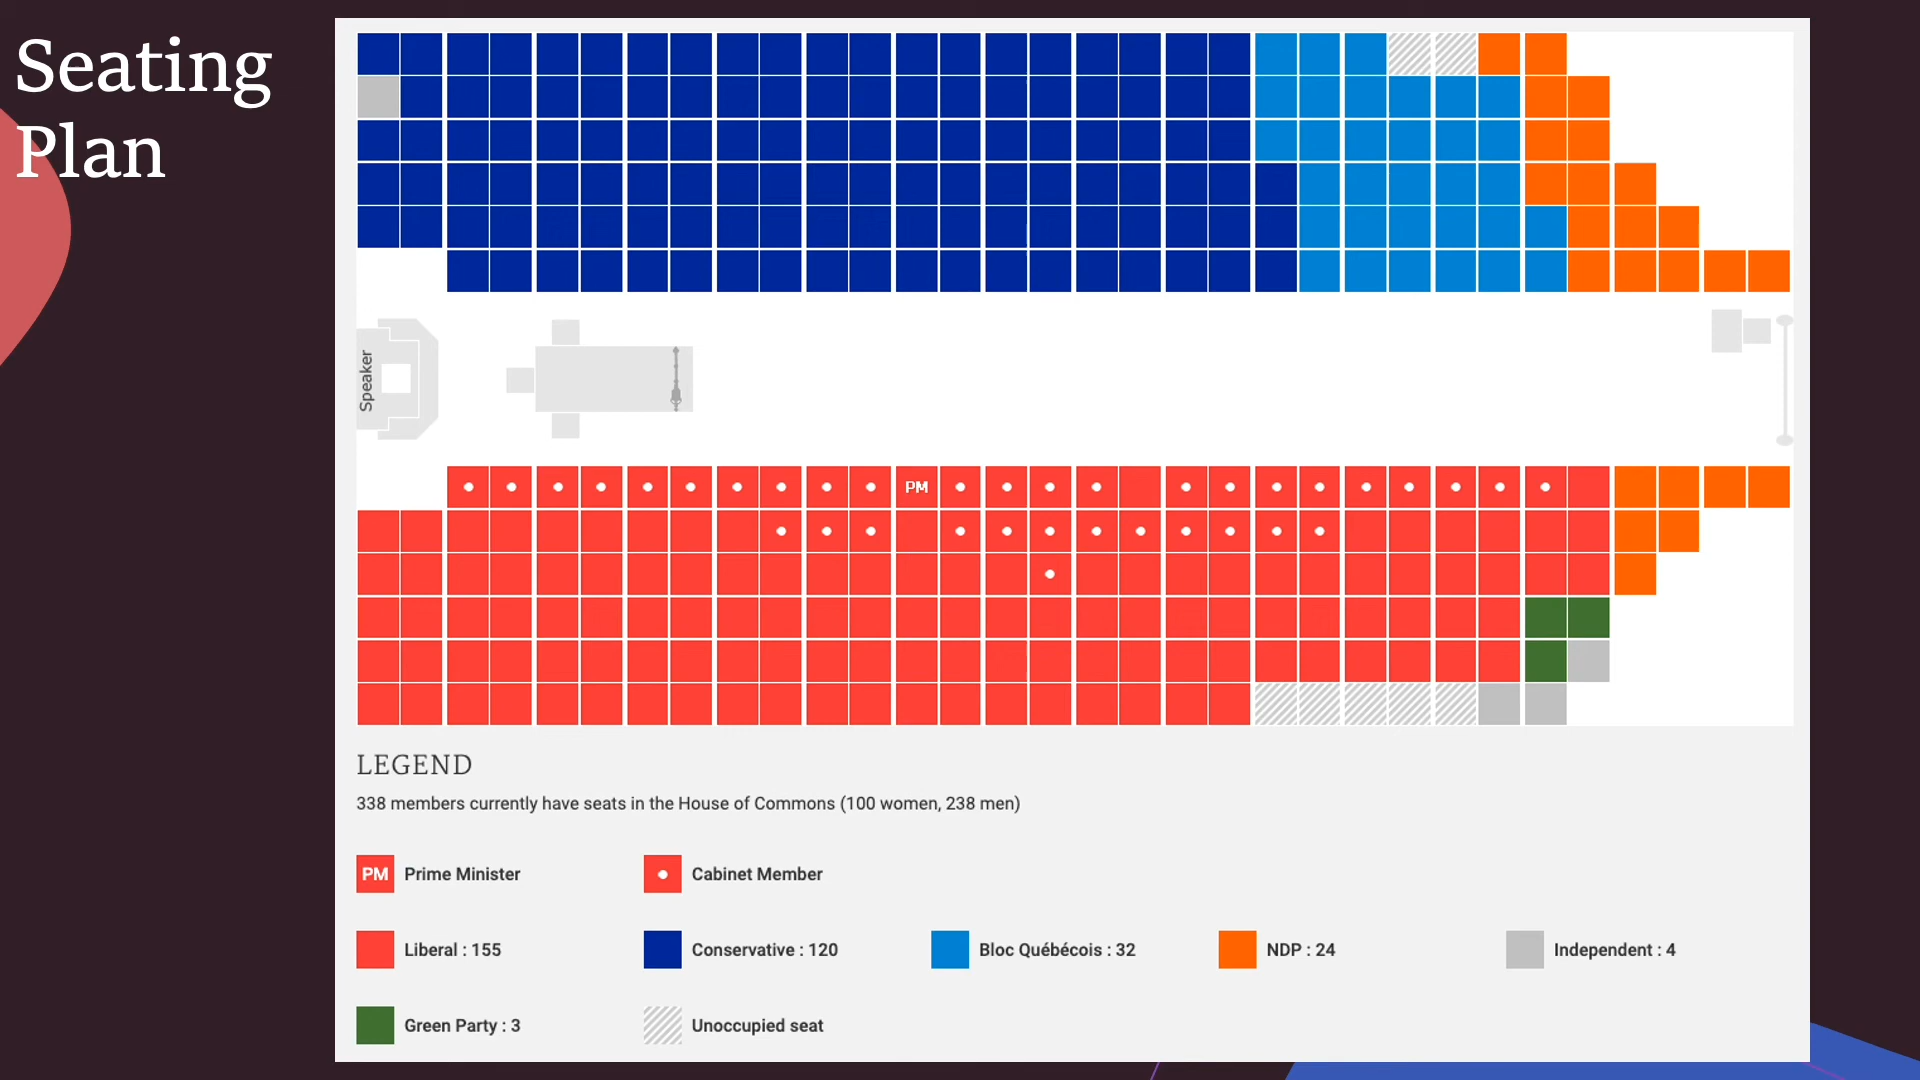 Seating
Plan
Speaker
PM
LEGEND
338 members currently have seats in the House of Commons (100 women, 238 men)
PM Prime Minister
Cabinet Member
Liberal : 155
Conservative : 120
Bloc Québécois : 32
NDP : 24
Independent : 4
Green Party : 3
Unoccupied seat